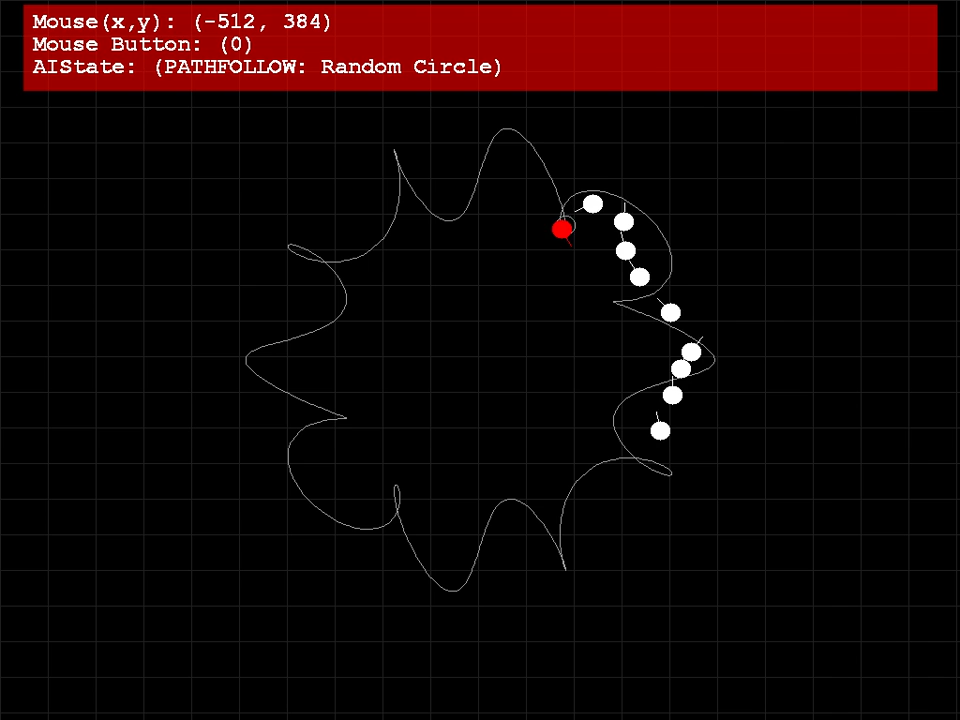 Mouse(x,y): (-512, 384)
Mouse Button: (0)
AIState: (PATHFOLLOW: Random Circle)